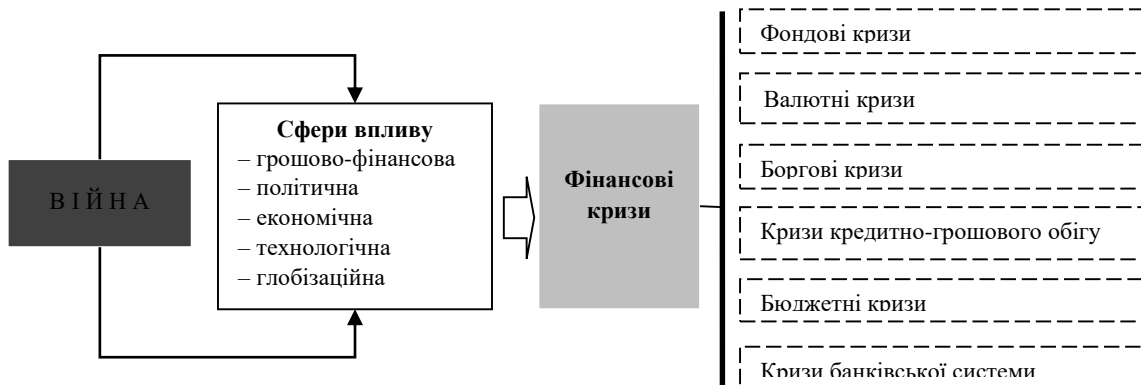 В І Й Н А
Сфери впливу
– грошово-фінансова
– політична
– економічна
– технологічна
– глобізаційна
Фінансові
кризи
Фондові кризи
Валютні кризи
Боргові кризи
Кризи кредитно-грошового обігу
Бюджетні кризи
Кризи банківської системи